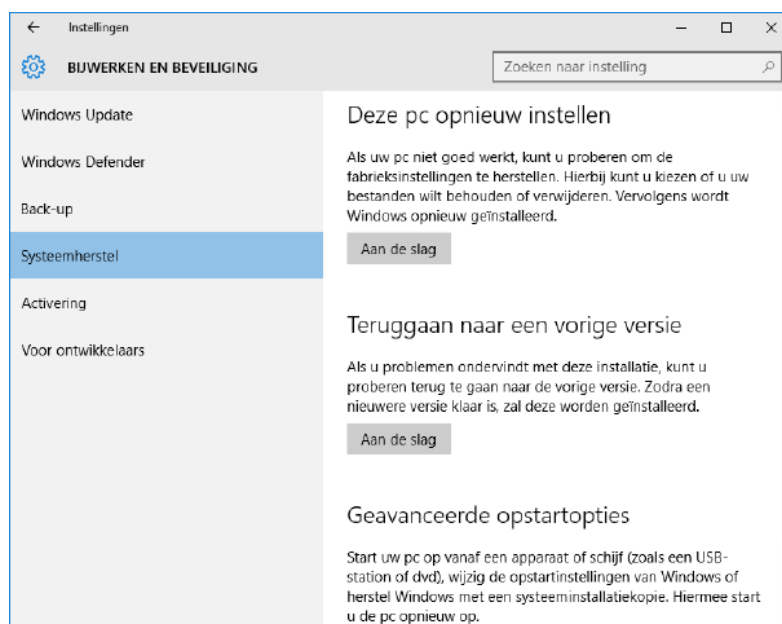 Instellingen
BIJWERKEN EN BEVEILIGING
Zoeken naar instelling
Windows Update
Windows Defender
Back-up
Systeemherstel
Activering
Voor ontwikkelaars
Deze pc opnieuw instellen
Als uw pc niet goed werkt, kunt u proberen om de
fabrieksinstellingen te herstellen. Hierbij kunt u kiezen of u uw
bestanden wilt behouden of verwijderen. Vervolgens wordt
Windows opnieuw geïnstalleerd.
Aan de slag
Teruggaan naar een vorige versie
Als u problemen ondervindt met deze installatie, kunt u
proberen terug te gaan naar de vorige versie. Zodra een
nieuwere versie klaar is, zal deze worden geïnstalleerd.
Aan de slag
Geavanceerde opstartopties
Start uw pc op vanaf een apparaat of schijf (zoals een USB-
station of dvd), wijzig de opstartinstellingen van Windows of
herstel Windows met een systeeminstallatiekopie. Hiermee start
u de pc opnieuw op.